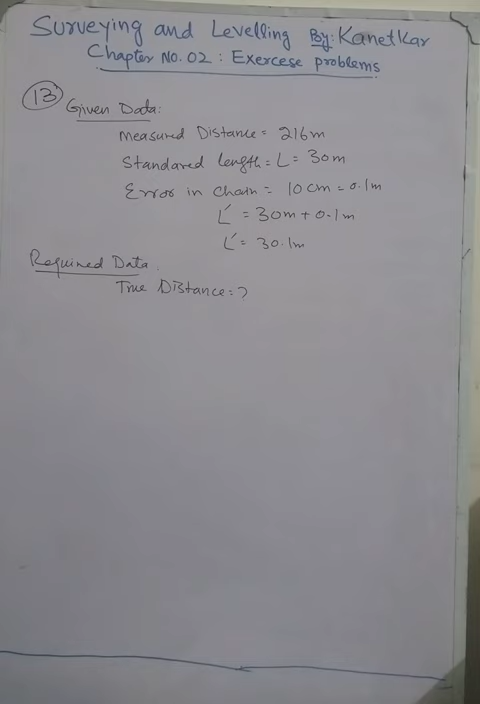 Surveying and Levelling By: Kanetkar
Chapter No. 02 : Exercese problems
13 Given Data:
Measured Distance = 216m
Standared length = L = 30m
Error in chain = 10 cm = 0.1m
L' = 30m + 0.1m
L' = 30.1m
Required Data.
True Distance = ?